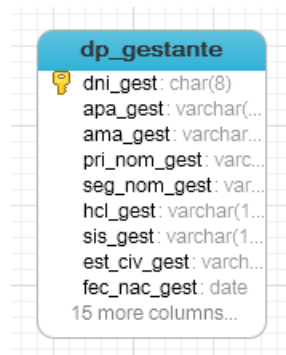 dp_gestante
dni_gest: char(8)
apa_gest: varchar(...
ama_gest: varchar...
pri_nom_gest: varc...
seg_nom_gest: var...
hcl_gest: varchar(1...
sis_gest: varchar(1...
est_civ_gest: varch...
fec_nac_gest: date
15 more columns...